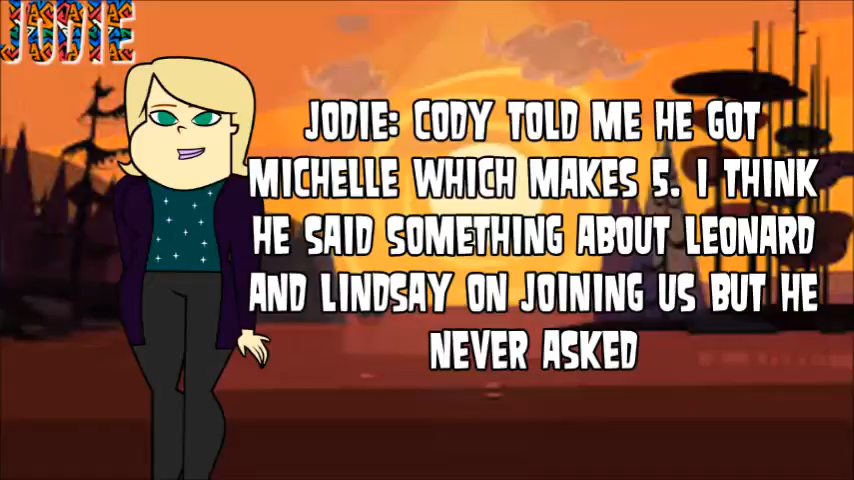 JODIE
JODIE: CODY TOLD ME HE GOT
MICHELLE WHICH MAKES 5. I THINK
HE SAID SOMETHING ABOUT LEONARD
AND LINDSAY ON JOINING US BUT HE
NEVER ASKED